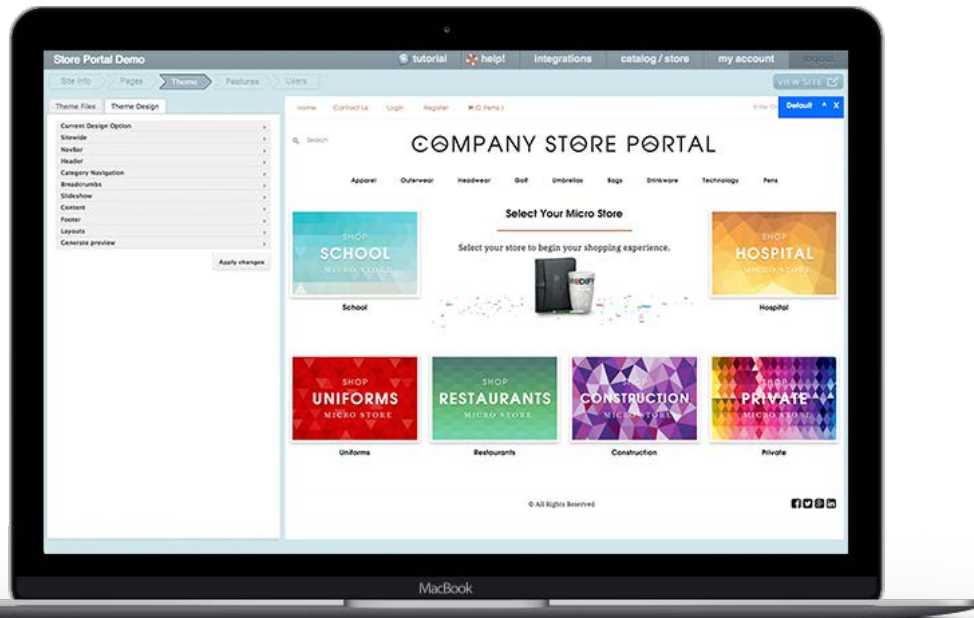 Store Portal Demo
tutorial help! integrations catalog / store my account logout
Site Info Pages Theme Features Users VIEW SITE
Theme Files Theme Design
Home Contact Us Login Register (0 items) Default ^ X
Current Design Option
Sitewide
NavBar
Header
Category Navigation
Breadcrumbs
Slideshow
Content
Footer
Layouts
Generate preview
Apply changes
Search
COMPANY STORE PORTAL
Apparel Outerwear Headwear Golf Umbrellas Bags Drinkware Technology Pens
Select Your Micro Store
Select your store to begin your shopping experience.
SHOP
SCHOOL
MICRO STORE
School
SHOP
HOSPITAL
MICRO STORE
Hospital
SHOP
UNIFORMS
MICRO STORE
Uniforms
SHOP
RESTAURANTS
MICRO STORE
Restaurants
SHOP
CONSTRUCTION
MICRO STORE
Construction
SHOP
PRIVATE
MICRO STORE
Private
© All Rights Reserved
MacBook